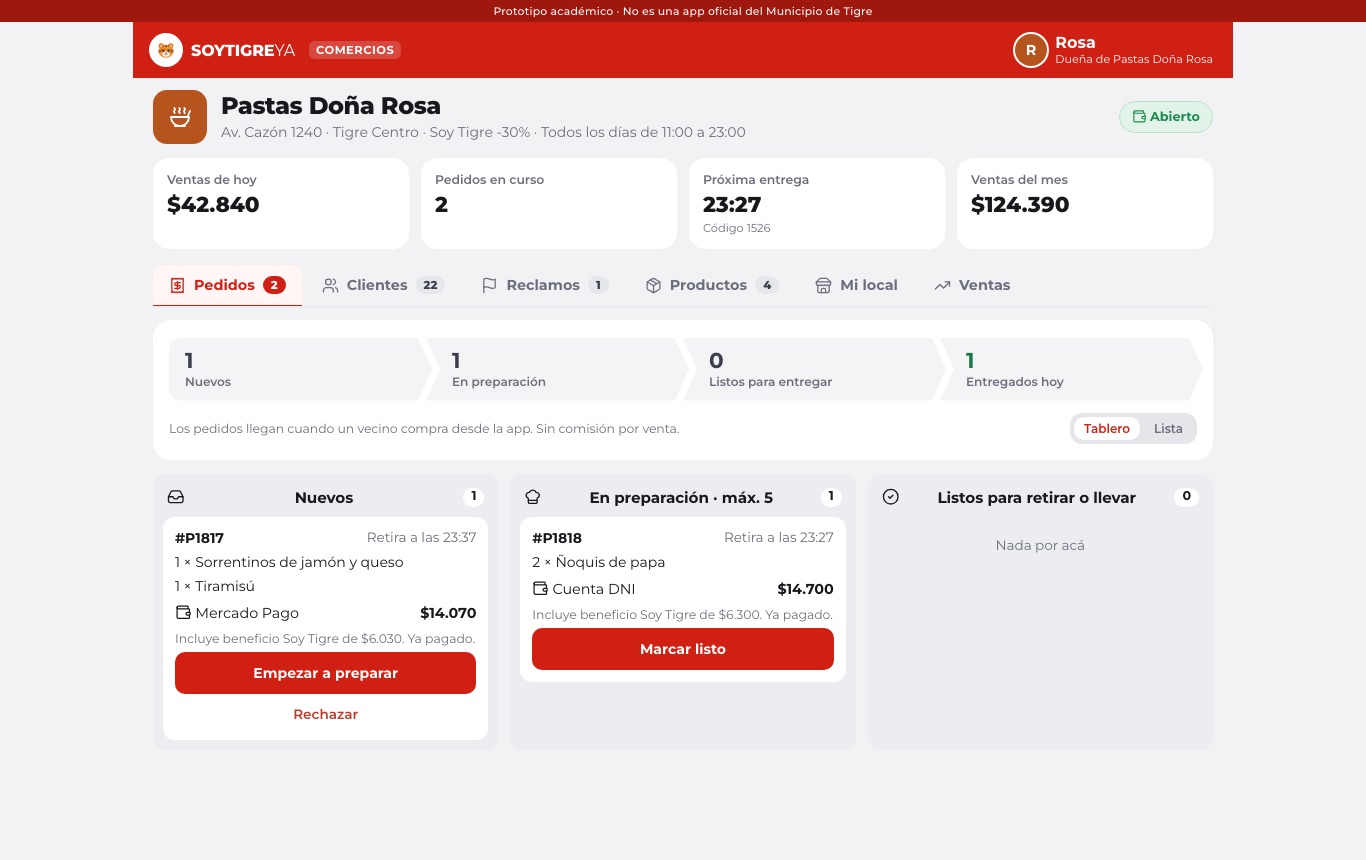 Prototipo académico · No es una app oficial del Municipio de Tigre
SOYTIGREYA COMERCIOS
R
Rosa
Dueña de Pastas Doña Rosa
Pastas Doña Rosa
Av. Cazón 1240 · Tigre Centro · Soy Tigre -30% · Todos los días de 11:00 a 23:00
Abierto
Ventas de hoy
$42.840
Pedidos en curso
2
Próxima entrega
23:27
Código 1526
Ventas del mes
$124.390
Pedidos 2
Clientes 22
Reclamos 1
Productos 4
Mi local
Ventas
1
Nuevos
1
En preparación
0
Listos para entregar
1
Entregados hoy
Los pedidos llegan cuando un vecino compra desde la app. Sin comisión por venta.
Tablero Lista
Nuevos 1
#P1817 Retira a las 23:37
1 × Sorrentinos de jamón y queso
1 × Tiramisú
Mercado Pago $14.070
Incluye beneficio Soy Tigre de $6.030. Ya pagado.
Empezar a preparar
Rechazar
En preparación · máx. 5 1
#P1818 Retira a las 23:27
2 × Ñoquis de papa
Cuenta DNI $14.700
Incluye beneficio Soy Tigre de $6.300. Ya pagado.
Marcar listo
Listos para retirar o llevar 0
Nada por acá